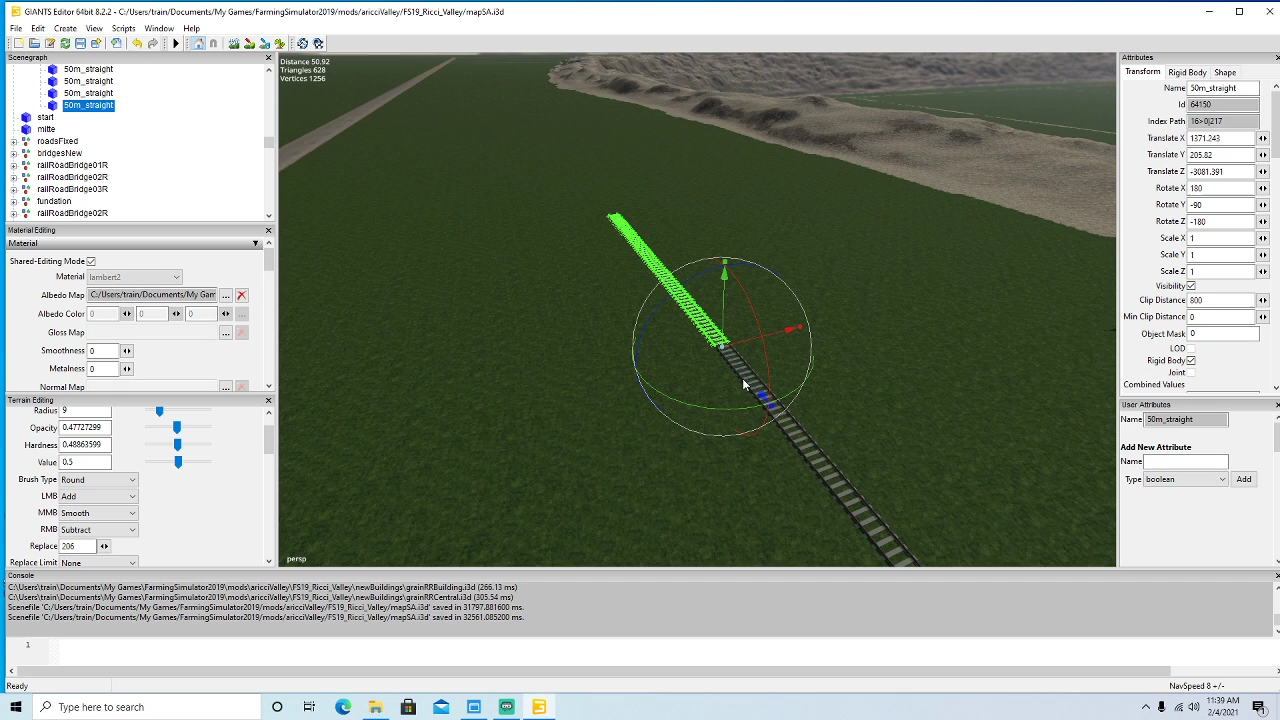 GIANTS Editor 64bit 8.2.2 - C:/Users/train/Documents/My Games/FarmingSimulator2019/mods/aricciValley/FS19_Ricci_Valley/mapSA.i3d
File Edit Create View Scripts Window Help
Scenegraph
50m_straight
50m_straight
50m_straight
50m_straight
start
mitte
roadsFixed
bridgesNew
railRoadBridge01R
railRoadBridge02R
railRoadBridge03R
fundation
railRoadBridge02R
Material Editing
Material
Shared-Editing Mode
Material lambert2
Albedo Map C:/Users/train/Documents/My Gam ...
Albedo Color 0 0 0 ...
Gloss Map ...
Smoothness 0
Metalness 0
Normal Map ...
Terrain Editing
Radius 9
Opacity 0.47727299
Hardness 0.48863599
Value 0.5
Brush Type Round
LMB Add
MMB Smooth
RMB Subtract
Replace 206
Replace Limit None
Distance 50.92
Triangles 628
Vertices 1256
persp
Attributes
Transform Rigid Body Shape
Name 50m_straight
Id 64150
Index Path 16>0|217
Translate X 1371.243
Translate Y 205.82
Translate Z -3081.391
Rotate X 180
Rotate Y -90
Rotate Z -180
Scale X 1
Scale Y 1
Scale Z 1
Visibility
Clip Distance 800
Min Clip Distance 0
Object Mask 0
LOD
Rigid Body
Joint
Combined Values
User Attributes
Name 50m_straight
Add New Attribute
Name
Type boolean Add
Console
C:\Users\train\Documents\My Games\FarmingSimulator2019\mods\aricciValley\FS19_Ricci_Valley\newBuildings\grainRRBuilding.i3d (266.13 ms)
C:\Users\train\Documents\My Games\FarmingSimulator2019\mods\aricciValley\FS19_Ricci_Valley\newBuildings\grainRRCentral.i3d (305.54 ms)
Scenefile 'C:/Users/train/Documents/My Games/FarmingSimulator2019/mods/aricciValley/FS19_Ricci_Valley/mapSA.i3d' saved in 31797.881600 ms.
Scenefile 'C:/Users/train/Documents/My Games/FarmingSimulator2019/mods/aricciValley/FS19_Ricci_Valley/mapSA.i3d' saved in 32561.085200 ms.
1
Ready
NavSpeed 8 +/-
Type here to search
11:39 AM
2/4/2021
1